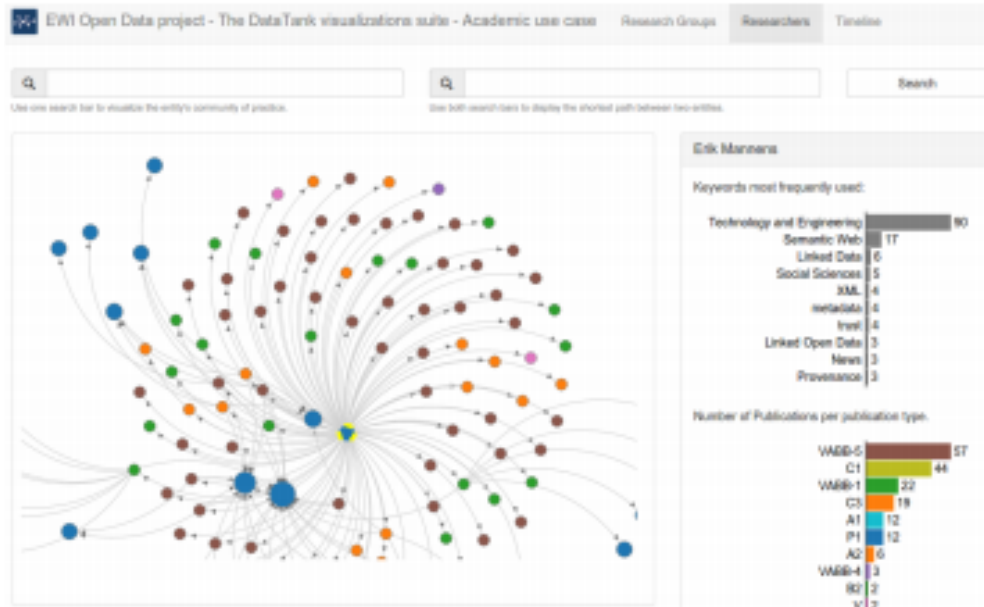 EWI Open Data project - The DataTank visualizations suite - Academic use case Research Groups Researchers Timeline
Search
Use one search bar to visualize the entity's community of practice. Use both search bars to display the shortest path between two entities.
Erik Mannens
Keywords most frequently used:
Technology and Engineering 90
Semantic Web 17
Linked Data 6
Social Sciences 5
XML 4
metadata 4
trust 4
Linked Open Data 3
News 3
Provenance 3
Number of Publications per publication type.
VABB-5 57
C1 44
VABB-1 22
C3 19
A1 12
P1 12
A2 6
VABB-4 3
B2 2